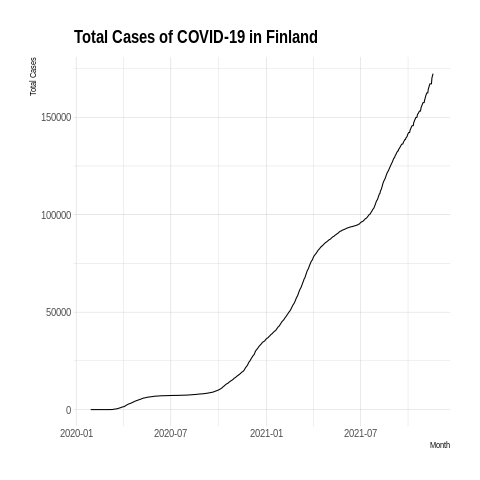 Total Cases of COVID-19 in Finland
Total Cases
150000
100000
50000
0
2020-01 2020-07 2021-01 2021-07
Month